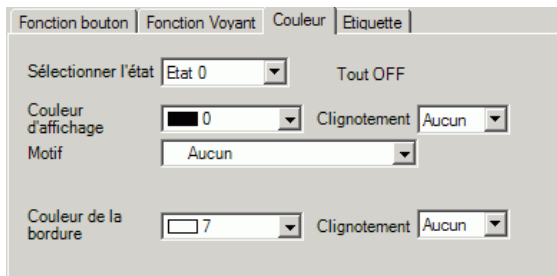 Fonction bouton Fonction Voyant Couleur Etiquette
Sélectionner l'état Etat 0 Tout OFF
Couleur d'affichage 0 Clignotement Aucun
Motif Aucun
Couleur de la bordure 7 Clignotement Aucun